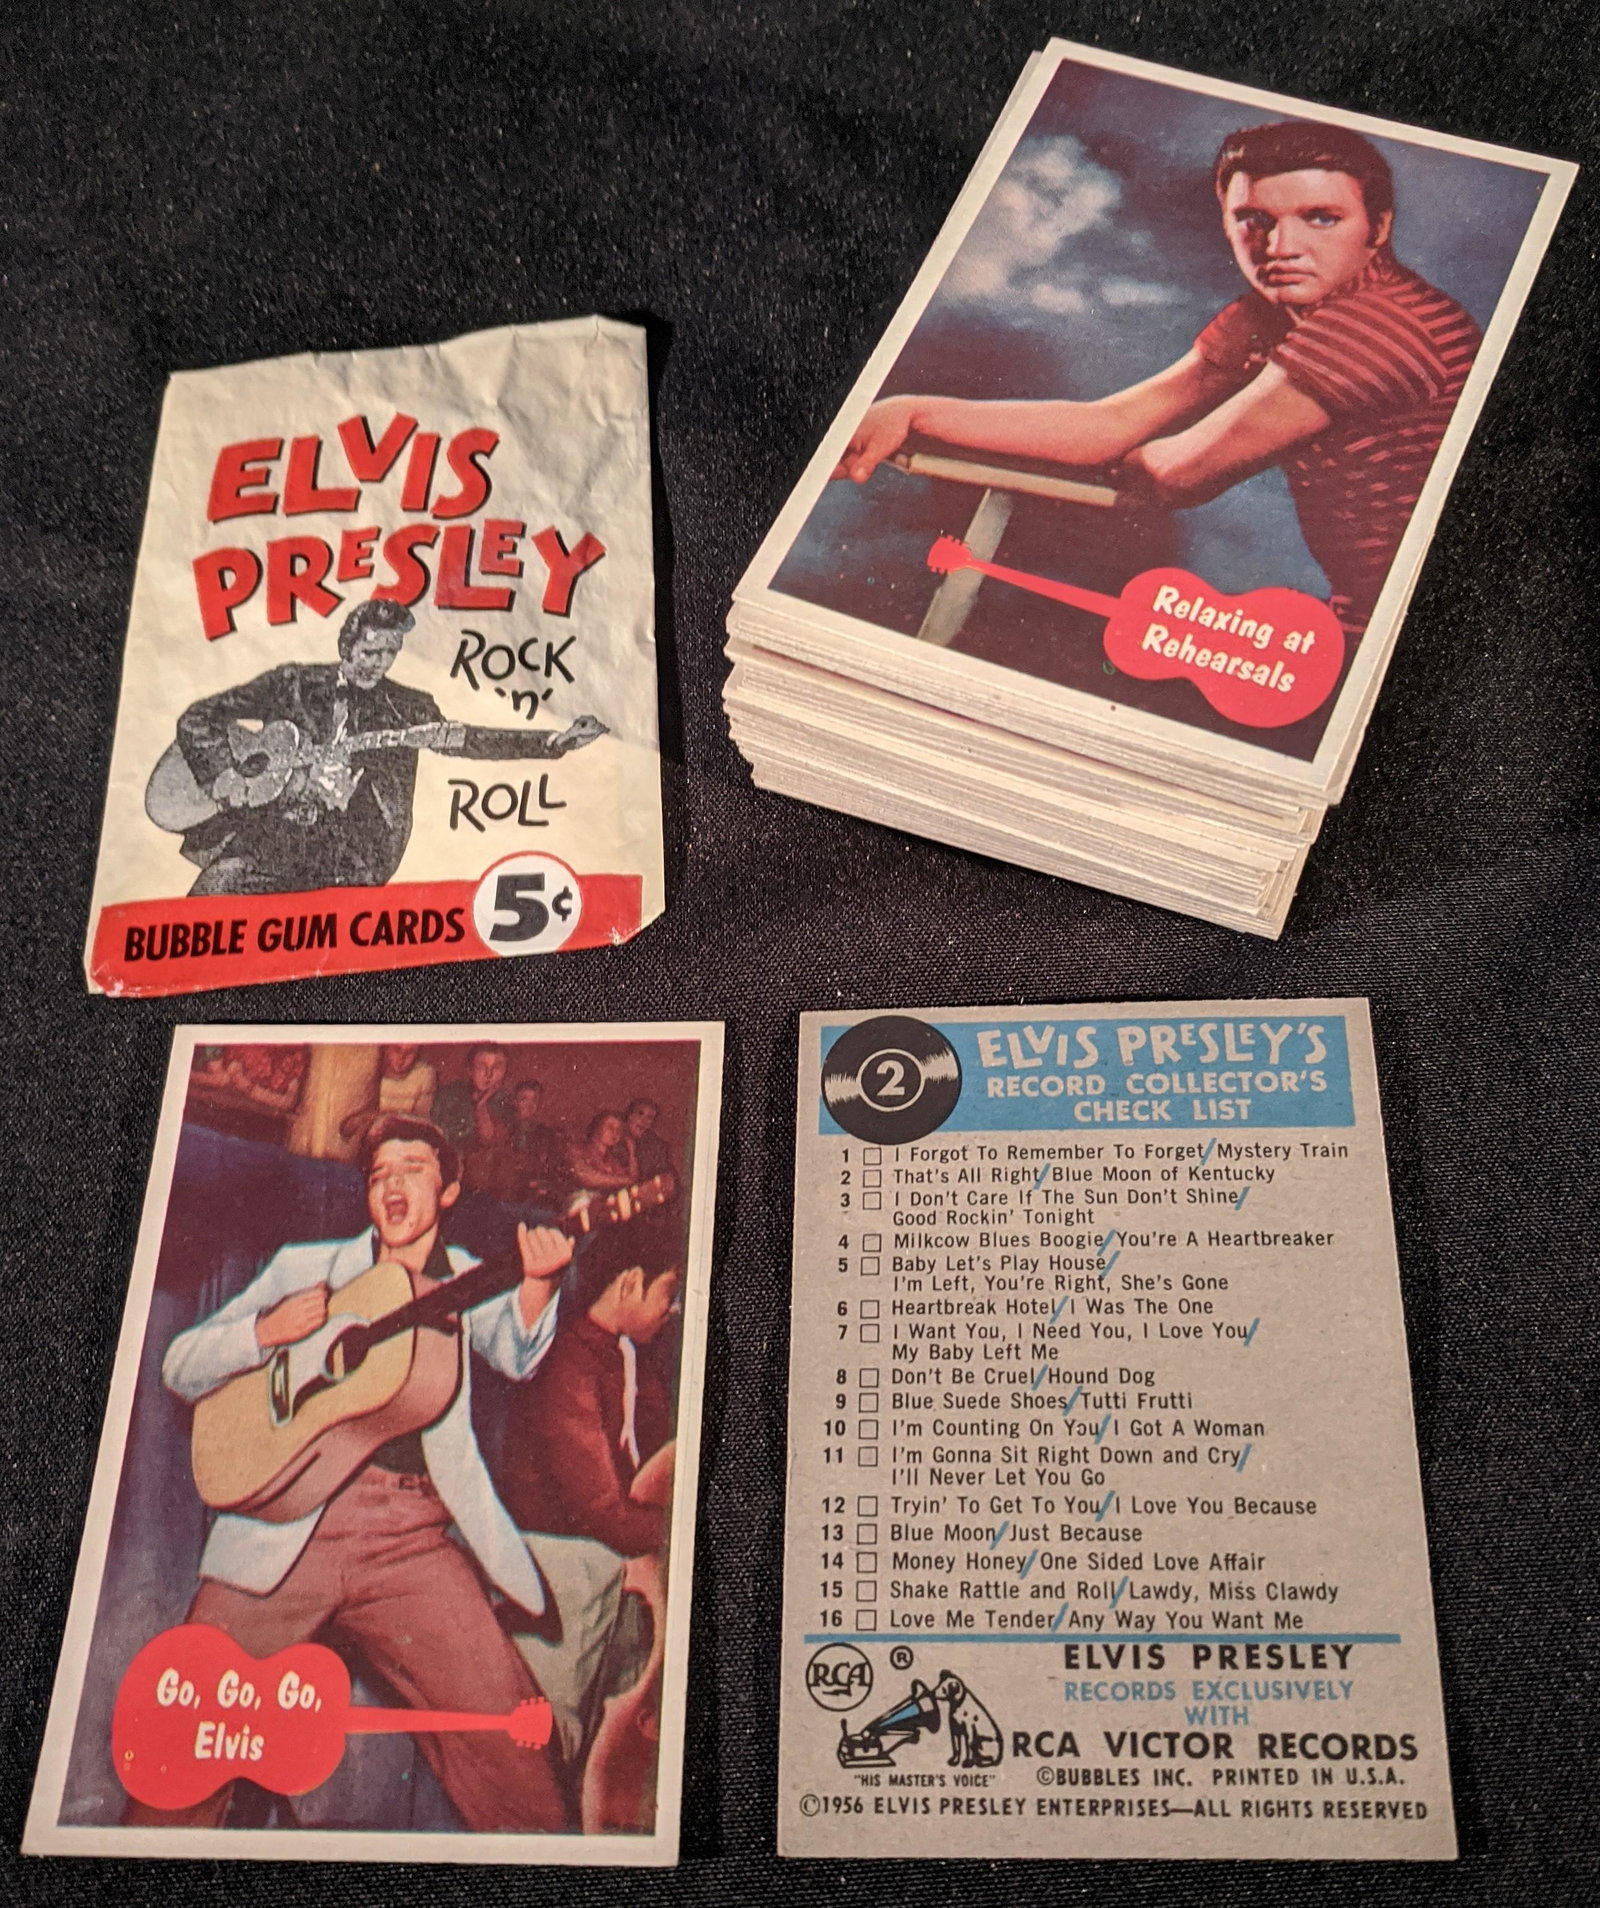 ELVIS
PRESLEY
ROCK
'n'
ROLL
BUBBLE GUM CARDS 5¢
Relaxing at
Rehearsals
Go, Go, Go,
Elvis
2
ELVIS PRESLEY'S
RECORD COLLECTOR'S
CHECK LIST
1 I Forgot To Remember To Forget/Mystery Train
2 That's All Right/Blue Moon of Kentucky
3 I Don't Care If The Sun Don't Shine/
Good Rockin' Tonight
4 Milkcow Blues Boogie/You're A Heartbreaker
5 Baby Let's Play House/
I'm Left, You're Right, She's Gone
6 Heartbreak Hotel/I Was The One
7 I Want You, I Need You, I Love You/
My Baby Left Me
8 Don't Be Cruel/Hound Dog
9 Blue Suede Shoes/Tutti Frutti
10 I'm Counting On You/I Got A Woman
11 I'm Gonna Sit Right Down and Cry/
I'll Never Let You Go
12 Tryin' To Get To You/I Love You Because
13 Blue Moon/Just Because
14 Money Honey/One Sided Love Affair
15 Shake Rattle and Roll/Lawdy, Miss Clawdy
16 Love Me Tender/Any Way You Want Me
RCA ®
"HIS MASTER'S VOICE"
ELVIS PRESLEY
RECORDS EXCLUSIVELY
WITH
RCA VICTOR RECORDS
©BUBBLES INC. PRINTED IN U.S.A.
©1956 ELVIS PRESLEY ENTERPRISES—ALL RIGHTS RESERVED